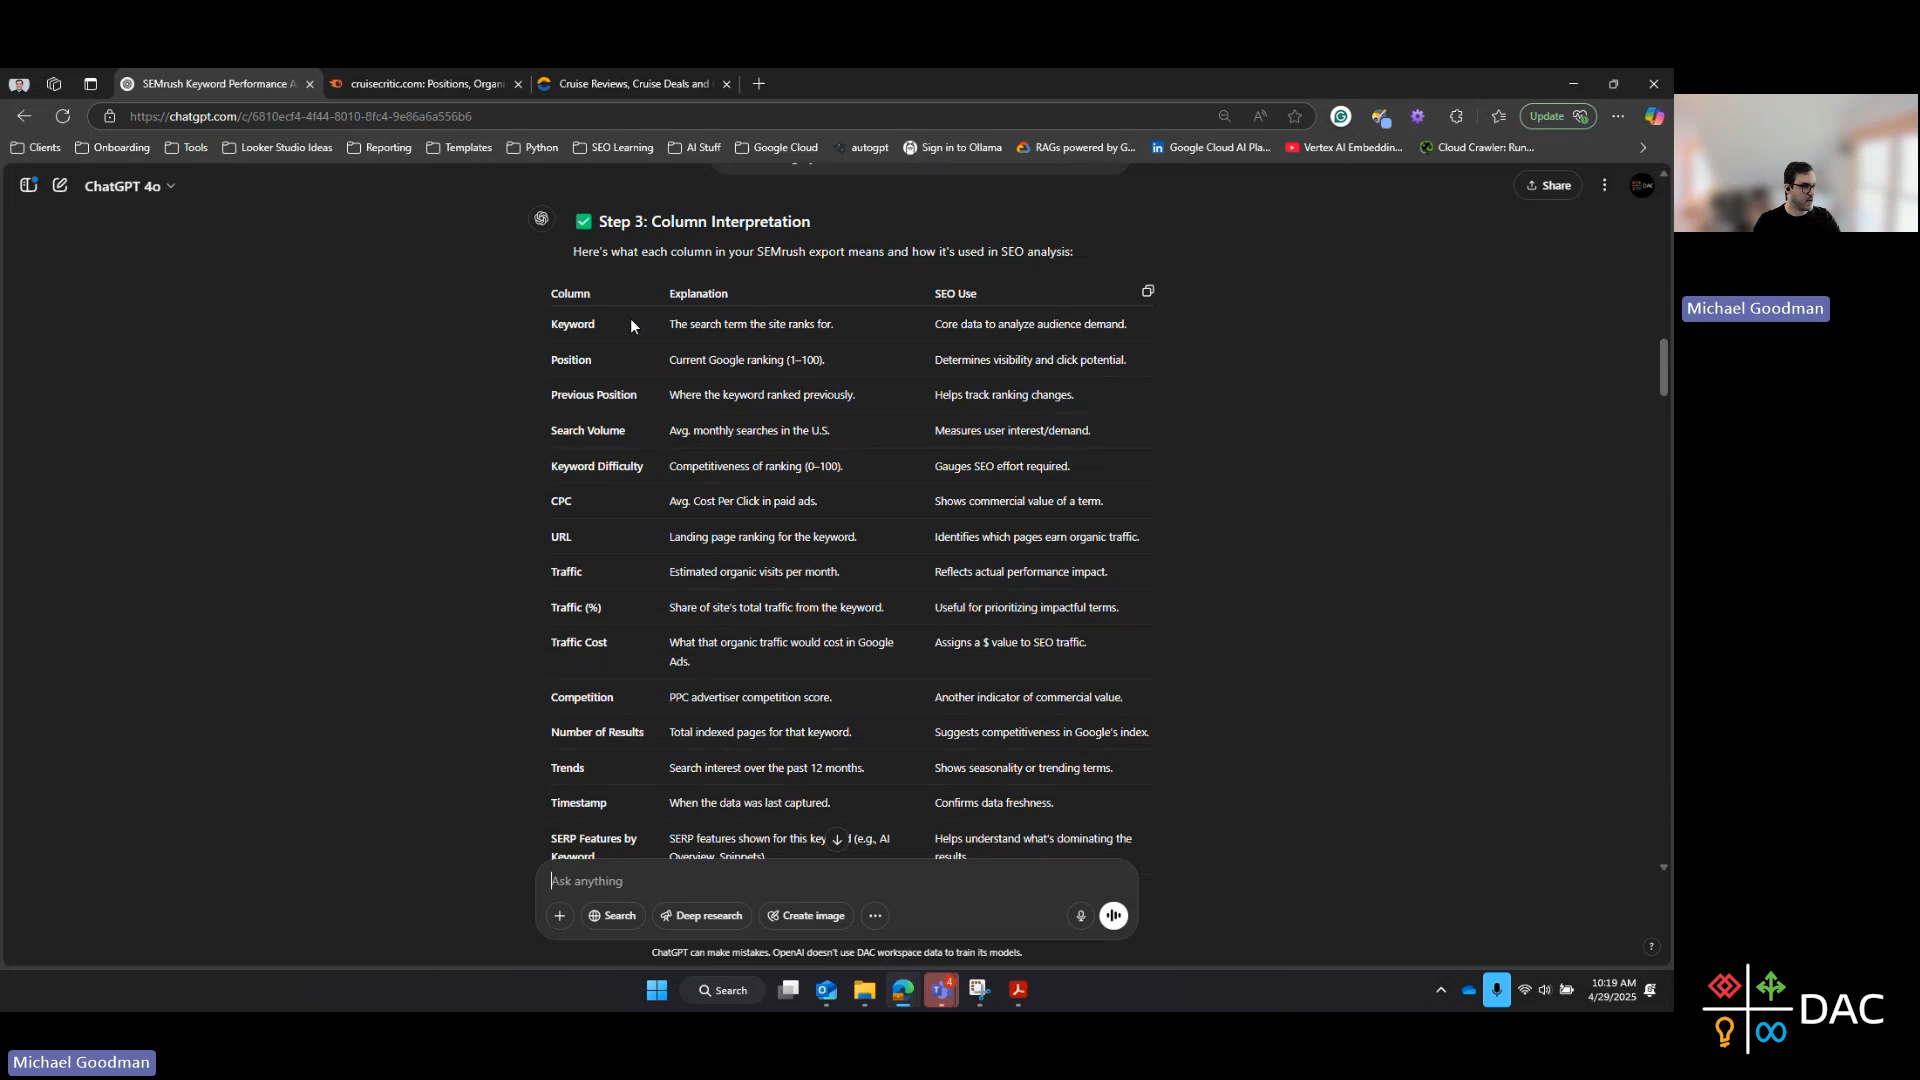 SEMrush Keyword Performance A
cruisecritic.com: Positions, Organi
Cruise Reviews, Cruise Deals and
https://chatgpt.com/c/6810ecf4-4f44-8010-8fc4-9e86a6a556b6
Update
Clients
Onboarding
Tools
Looker Studio Ideas
Reporting
Templates
Python
SEO Learning
AI Stuff
Google Cloud
autogpt
Sign in to Ollama
RAGs powered by G...
Google Cloud AI Pla...
Vertex AI Embeddin...
Cloud Crawler: Run...
ChatGPT 4o
Share
DAC
Step 3: Column Interpretation
Here's what each column in your SEMrush export means and how it's used in SEO analysis:
Column Explanation SEO Use
Keyword The search term the site ranks for. Core data to analyze audience demand.
Position Current Google ranking (1–100). Determines visibility and click potential.
Previous Position Where the keyword ranked previously. Helps track ranking changes.
Search Volume Avg. monthly searches in the U.S. Measures user interest/demand.
Keyword Difficulty Competitiveness of ranking (0–100). Gauges SEO effort required.
CPC Avg. Cost Per Click in paid ads. Shows commercial value of a term.
URL Landing page ranking for the keyword. Identifies which pages earn organic traffic.
Traffic Estimated organic visits per month. Reflects actual performance impact.
Traffic (%) Share of site's total traffic from the keyword. Useful for prioritizing impactful terms.
Traffic Cost What that organic traffic would cost in Google Assigns a $ value to SEO traffic.
Ads.
Competition PPC advertiser competition score. Another indicator of commercial value.
Number of Results Total indexed pages for that keyword. Suggests competitiveness in Google's index.
Trends Search interest over the past 12 months. Shows seasonality or trending terms.
Timestamp When the data was last captured. Confirms data freshness.
SERP Features by SERP features shown for this key d (e.g., AI Helps understand what's dominating the
Keyword Overview, Snippets) results.
Ask anything
Search
Deep research
Create image
ChatGPT can make mistakes. OpenAI doesn't use DAC workspace data to train its models.
?
Search
4
10:19 AM
4/29/2025
Michael Goodman
DAC
Michael Goodman